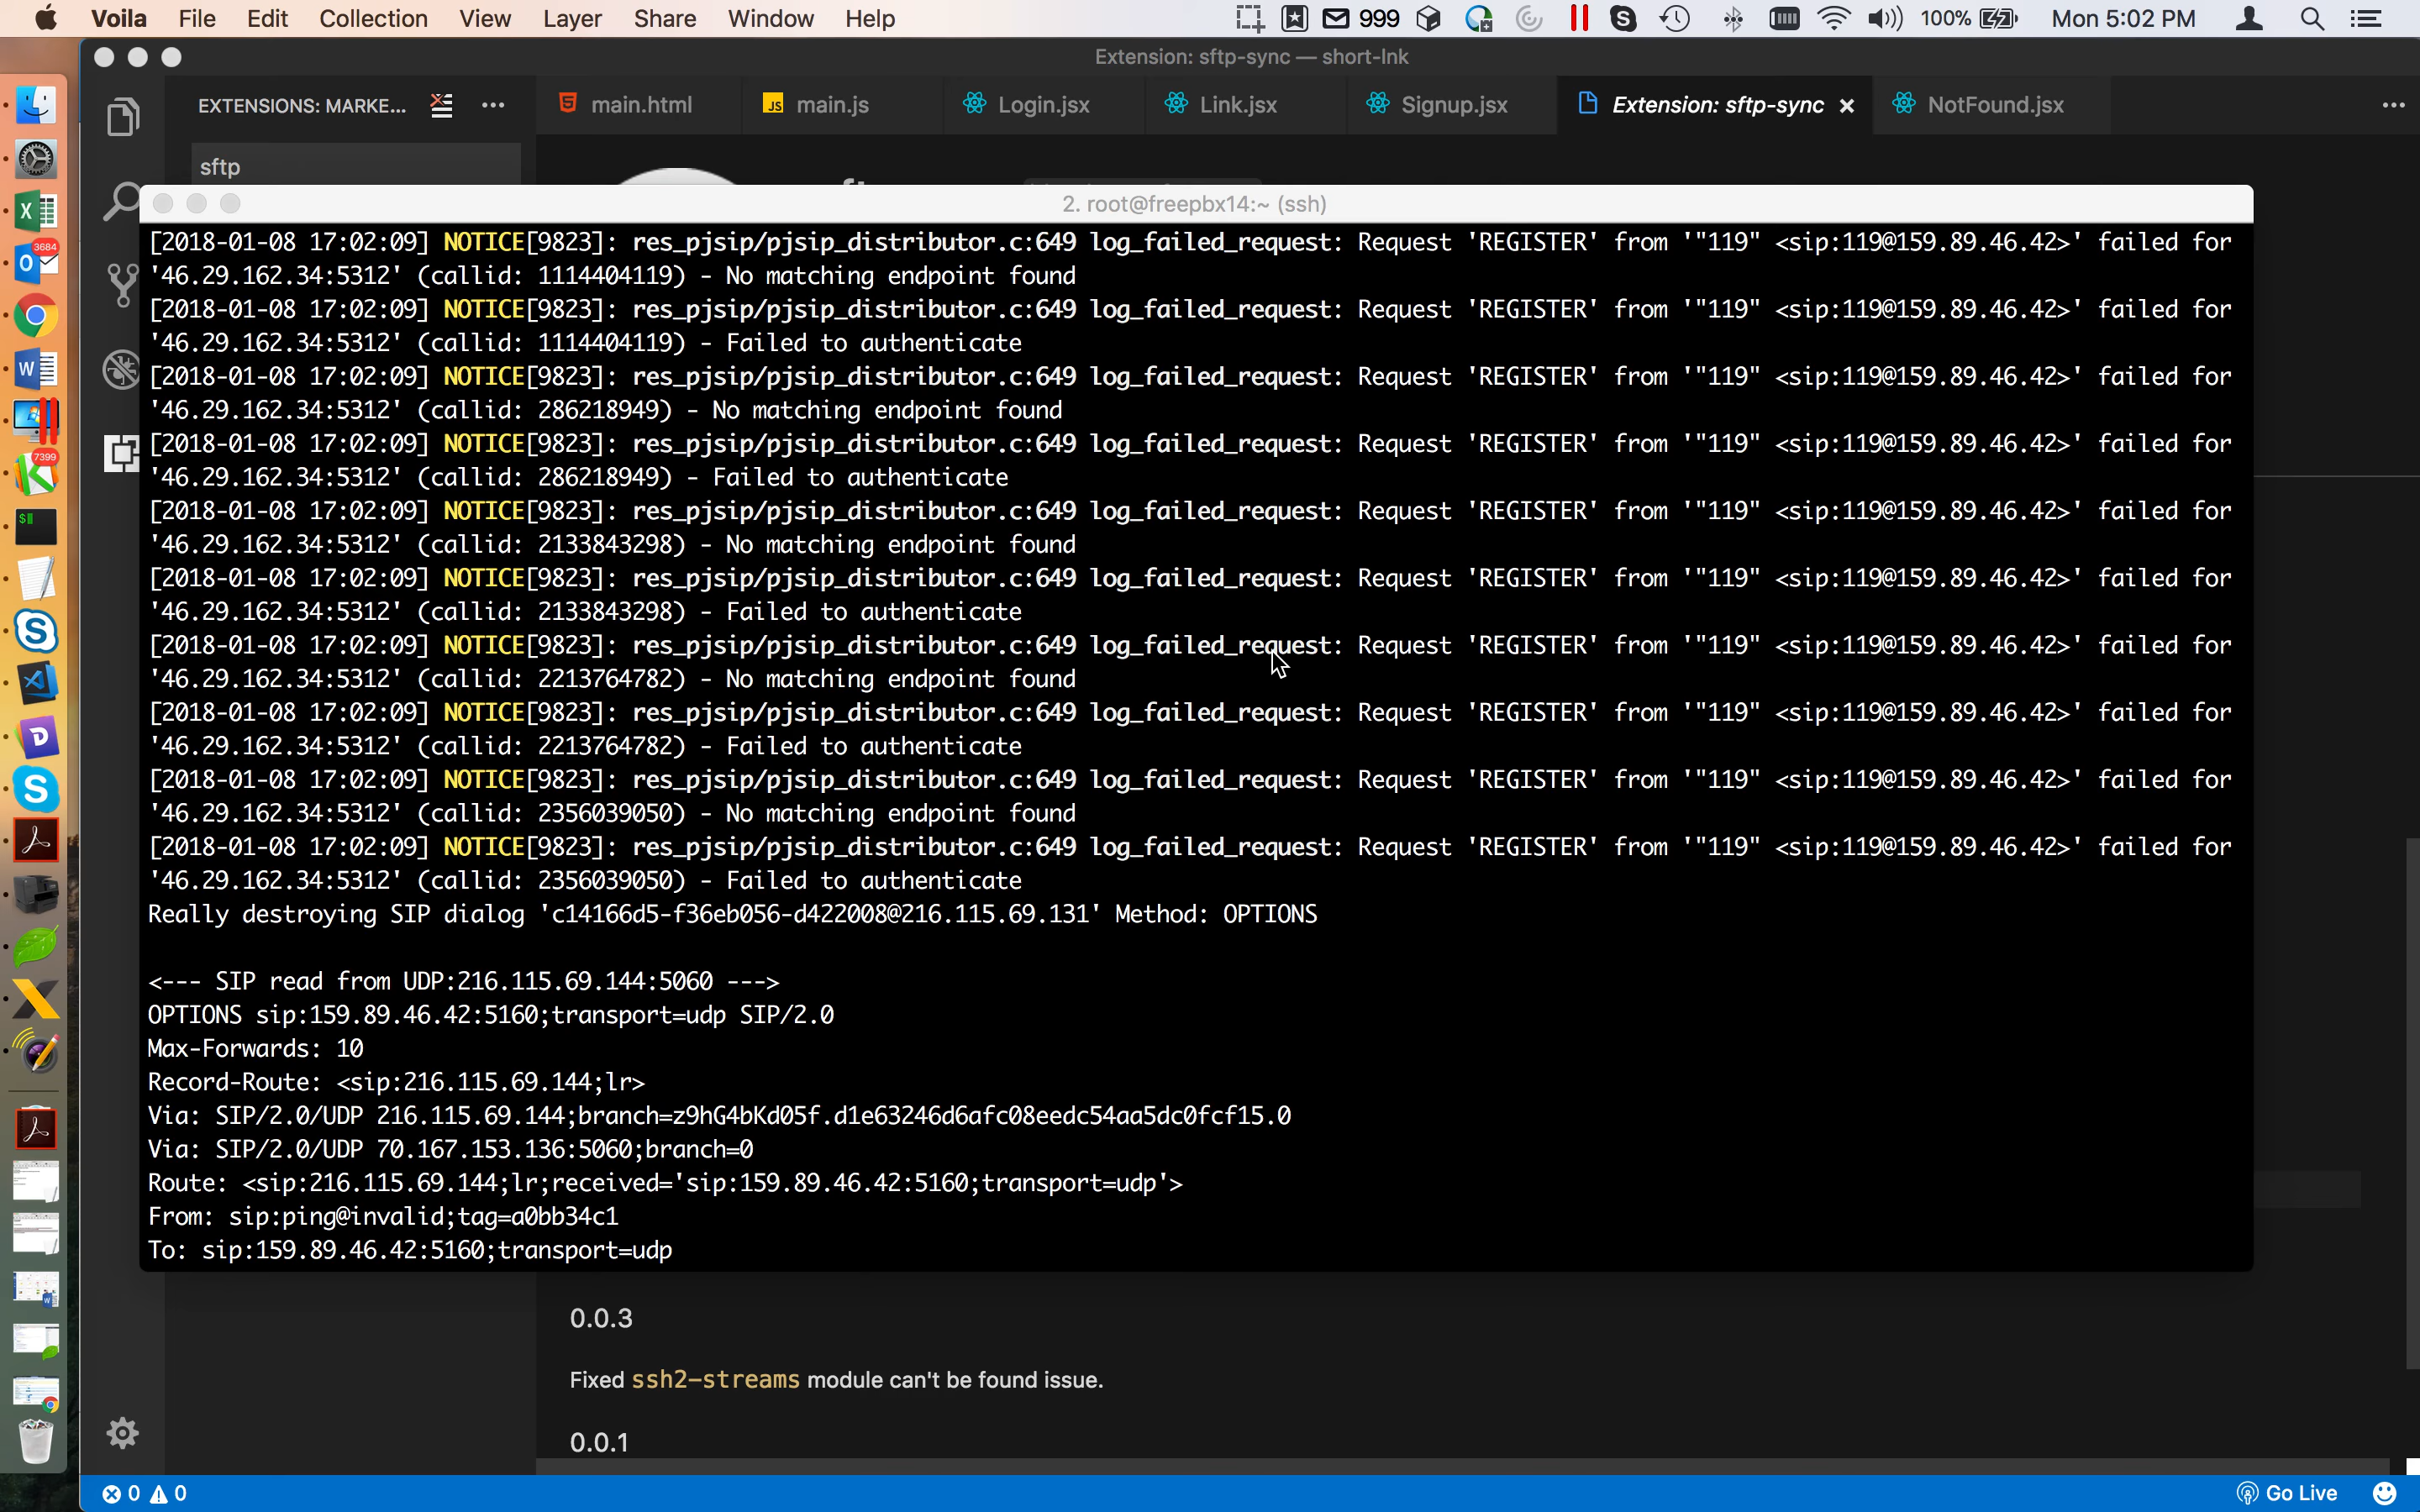 Voila File Edit Collection View Layer Share Window Help 999 100% Mon 5:02 PM
Extension: sftp-sync — short-lnk
EXTENSIONS: MARKE... main.html JS main.js Login.jsx Link.jsx Signup.jsx Extension: sftp-sync NotFound.jsx
sftp
2. root@freepbx14:~ (ssh)
[2018-01-08 17:02:09] NOTICE[9823]: res_pjsip/pjsip_distributor.c:649 log_failed_request: Request 'REGISTER' from '"119" <sip:119@159.89.46.42>' failed for
'46.29.162.34:5312' (callid: 1114404119) - No matching endpoint found
[2018-01-08 17:02:09] NOTICE[9823]: res_pjsip/pjsip_distributor.c:649 log_failed_request: Request 'REGISTER' from '"119" <sip:119@159.89.46.42>' failed for
'46.29.162.34:5312' (callid: 1114404119) - Failed to authenticate
[2018-01-08 17:02:09] NOTICE[9823]: res_pjsip/pjsip_distributor.c:649 log_failed_request: Request 'REGISTER' from '"119" <sip:119@159.89.46.42>' failed for
'46.29.162.34:5312' (callid: 286218949) - No matching endpoint found
[2018-01-08 17:02:09] NOTICE[9823]: res_pjsip/pjsip_distributor.c:649 log_failed_request: Request 'REGISTER' from '"119" <sip:119@159.89.46.42>' failed for
'46.29.162.34:5312' (callid: 286218949) - Failed to authenticate
[2018-01-08 17:02:09] NOTICE[9823]: res_pjsip/pjsip_distributor.c:649 log_failed_request: Request 'REGISTER' from '"119" <sip:119@159.89.46.42>' failed for
'46.29.162.34:5312' (callid: 2133843298) - No matching endpoint found
[2018-01-08 17:02:09] NOTICE[9823]: res_pjsip/pjsip_distributor.c:649 log_failed_request: Request 'REGISTER' from '"119" <sip:119@159.89.46.42>' failed for
'46.29.162.34:5312' (callid: 2133843298) - Failed to authenticate
[2018-01-08 17:02:09] NOTICE[9823]: res_pjsip/pjsip_distributor.c:649 log_failed_request: Request 'REGISTER' from '"119" <sip:119@159.89.46.42>' failed for
'46.29.162.34:5312' (callid: 2213764782) - No matching endpoint found
[2018-01-08 17:02:09] NOTICE[9823]: res_pjsip/pjsip_distributor.c:649 log_failed_request: Request 'REGISTER' from '"119" <sip:119@159.89.46.42>' failed for
'46.29.162.34:5312' (callid: 2213764782) - Failed to authenticate
[2018-01-08 17:02:09] NOTICE[9823]: res_pjsip/pjsip_distributor.c:649 log_failed_request: Request 'REGISTER' from '"119" <sip:119@159.89.46.42>' failed for
'46.29.162.34:5312' (callid: 2356039050) - No matching endpoint found
[2018-01-08 17:02:09] NOTICE[9823]: res_pjsip/pjsip_distributor.c:649 log_failed_request: Request 'REGISTER' from '"119" <sip:119@159.89.46.42>' failed for
'46.29.162.34:5312' (callid: 2356039050) - Failed to authenticate
Really destroying SIP dialog 'c14166d5-f36eb056-d422008@216.115.69.131' Method: OPTIONS
<--- SIP read from UDP:216.115.69.144:5060 --->
OPTIONS sip:159.89.46.42:5160;transport=udp SIP/2.0
Max-Forwards: 10
Record-Route: <sip:216.115.69.144;lr>
Via: SIP/2.0/UDP 216.115.69.144;branch=z9hG4bKd05f.d1e63246d6afc08eedc54aa5dc0fcf15.0
Via: SIP/2.0/UDP 70.167.153.136:5060;branch=0
Route: <sip:216.115.69.144;lr;received='sip:159.89.46.42:5160;transport=udp'>
From: sip:ping@invalid;tag=a0bb34c1
To: sip:159.89.46.42:5160;transport=udp
0.0.3
Fixed ssh2-streams module can't be found issue.
0.0.1
0 0 Go Live
3684
7399